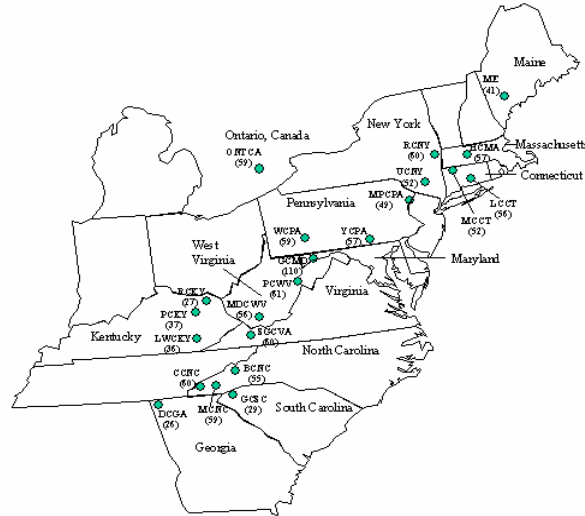 Maine
ME
(41)
New York
Ontario, Canada
ONTCA
(59)
RCNY
(60)
HCMA
(57)
Massachusetts
Connecticut
UCNY
(52)
LCCT
(56)
MCCT
(52)
MPCPA
(49)
Pennsylvania
WCPA
(59)
YCPA
(57)
West
Virginia
GCMD
(110)
Maryland
PCWV
(61)
Virginia
RCKY
(27)
PCKY
(37)
MDCWV
(56)
Kentucky
LWCKY
(36)
SGCVA
(60)
North Carolina
CCNC
(60)
BCNC
(55)
MCNC
(59)
GCSC
(29)
South Carolina
DCGA
(26)
Georgia